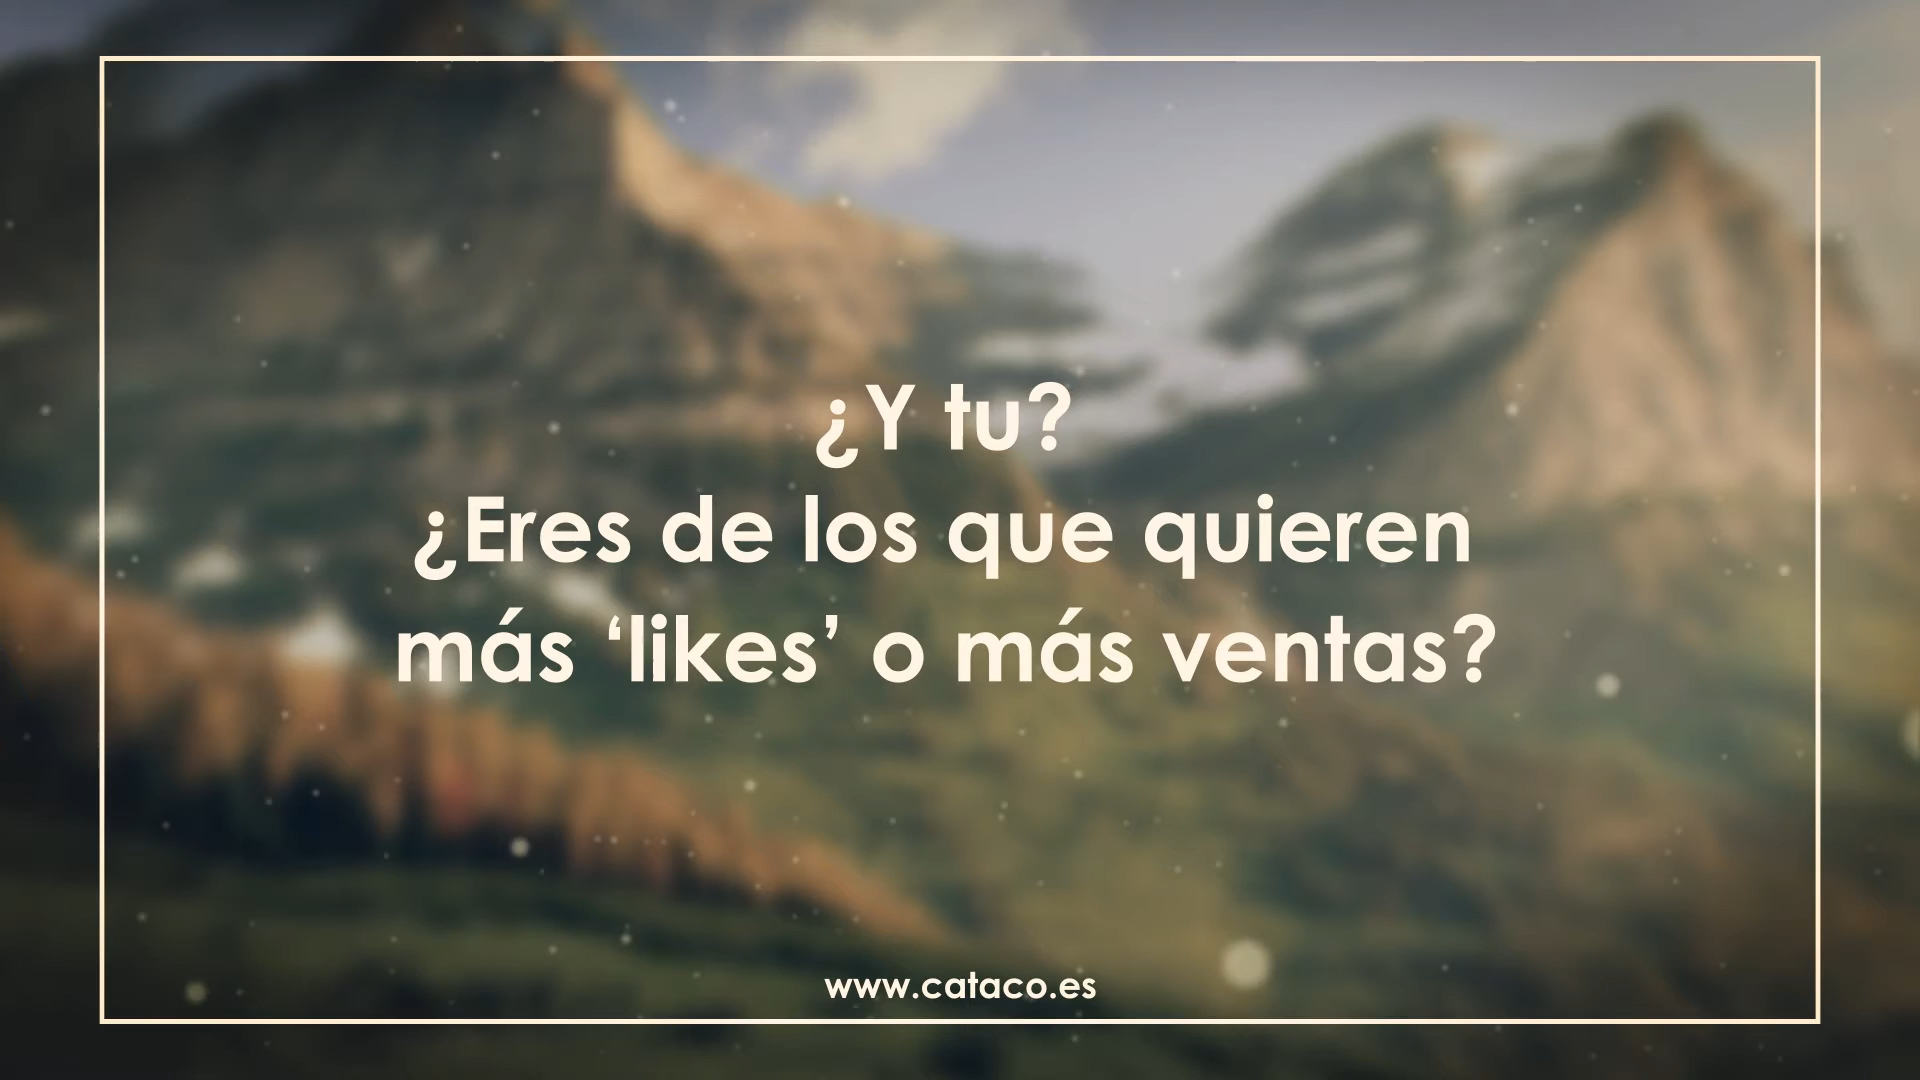 ¿Y tu?
¿Eres de los que quieren
más ‘likes’ o más ventas?
www.cataco.es